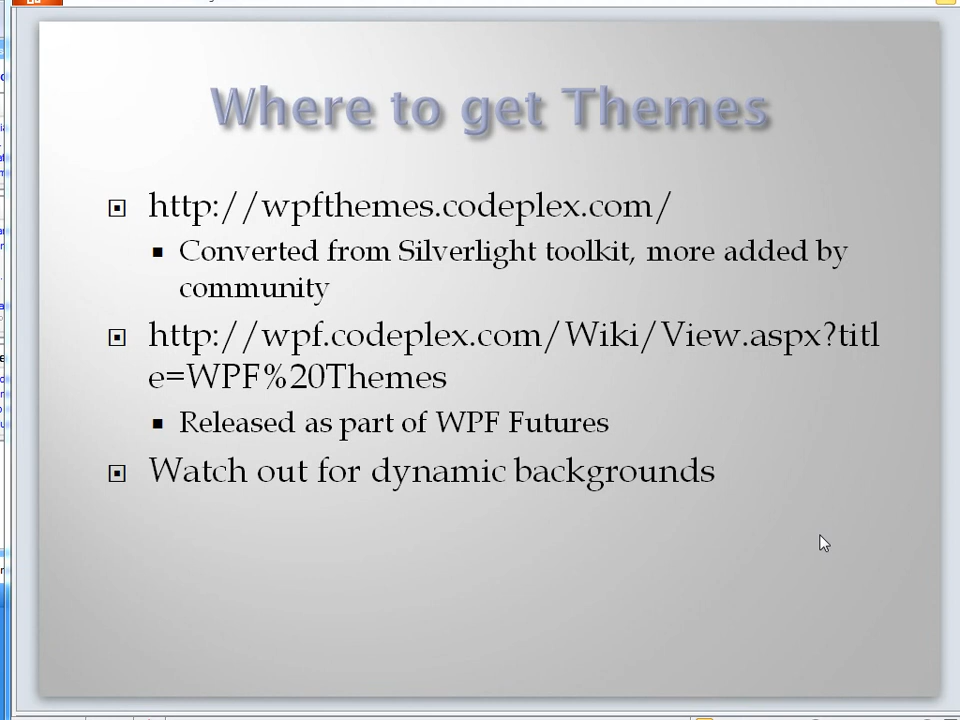 Where to get Themes
http://wpfthemes.codeplex.com/
Converted from Silverlight toolkit, more added by
community
http://wpf.codeplex.com/Wiki/View.aspx?titl
e=WPF%20Themes
Released as part of WPF Futures
Watch out for dynamic backgrounds